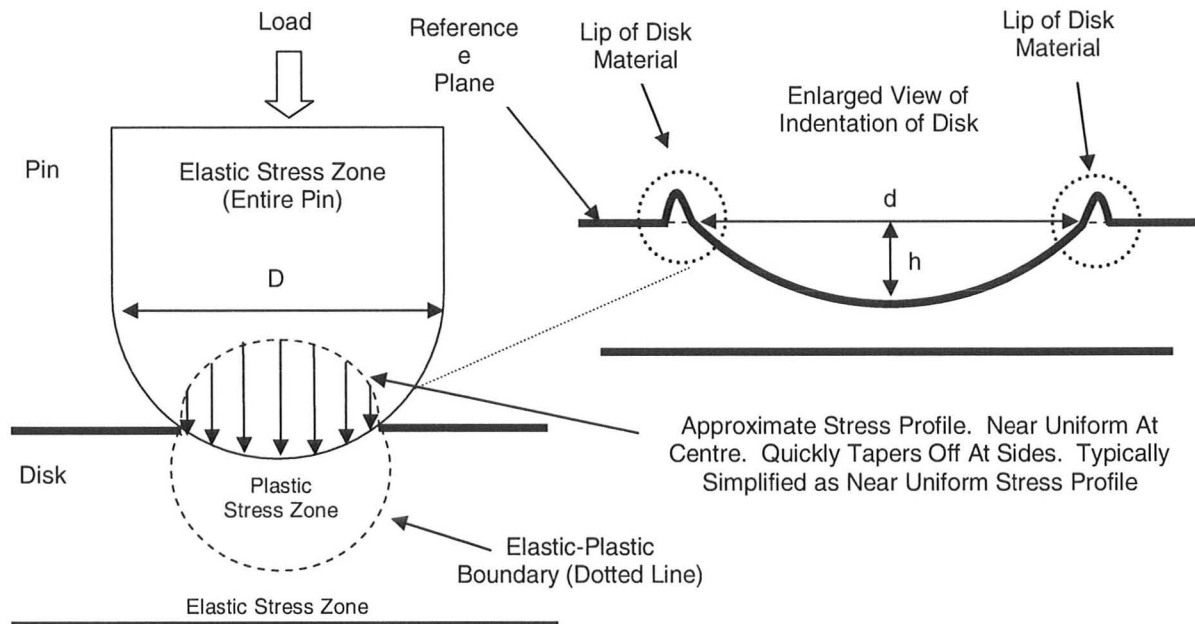 Load
Reference
e
Plane
Lip of Disk
Material
Lip of Disk
Material
Enlarged View of
Indentation of Disk
Pin
Elastic Stress Zone
(Entire Pin)
d
h
D
Approximate Stress Profile. Near Uniform At
Centre. Quickly Tapers Off At Sides. Typically
Simplified as Near Uniform Stress Profile
Disk
Plastic
Stress Zone
Elastic-Plastic
Boundary (Dotted Line)
Elastic Stress Zone